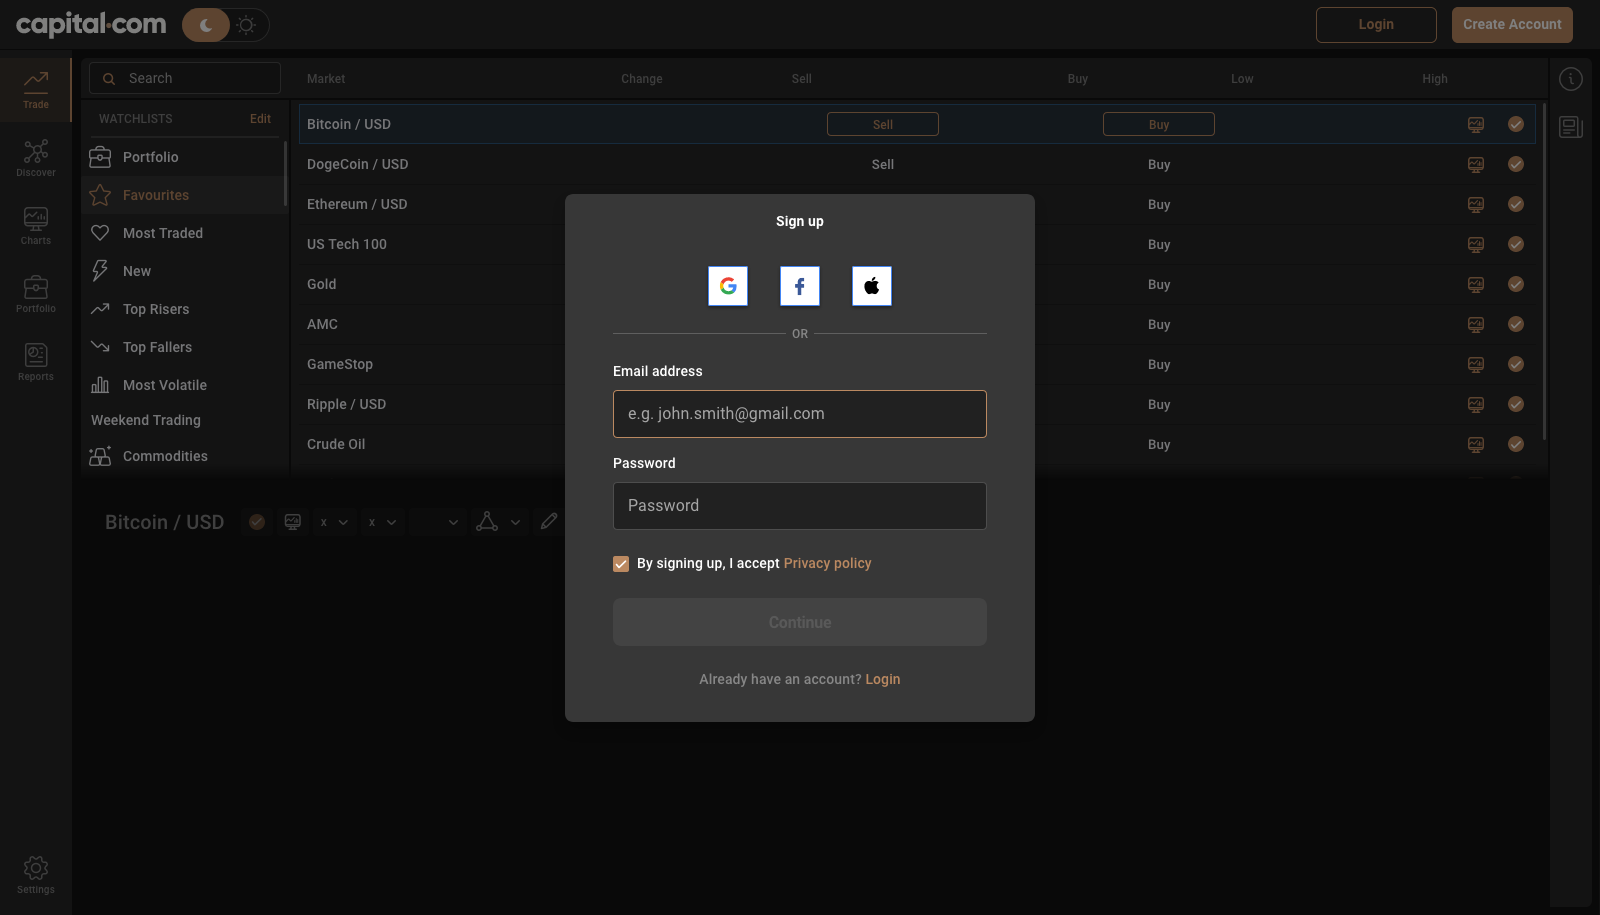 capital.com
Login
Create Account
Trade
Discover
Charts
Portfolio
Reports
Settings
Search
WATCHLISTS Edit
Portfolio
Favourites
Most Traded
New
Top Risers
Top Fallers
Most Volatile
Weekend Trading
Commodities
Market Change Sell Buy Low High
Bitcoin / USD Sell Buy
DogeCoin / USD Sell Buy
Ethereum / USD Buy
US Tech 100 Buy
Gold Buy
AMC Buy
GameStop Buy
Ripple / USD Buy
Crude Oil Buy
Bitcoin / USD x x
Sign up
OR
Email address
e.g. john.smith@gmail.com
Password
Password
By signing up, I accept Privacy policy
Continue
Already have an account? Login